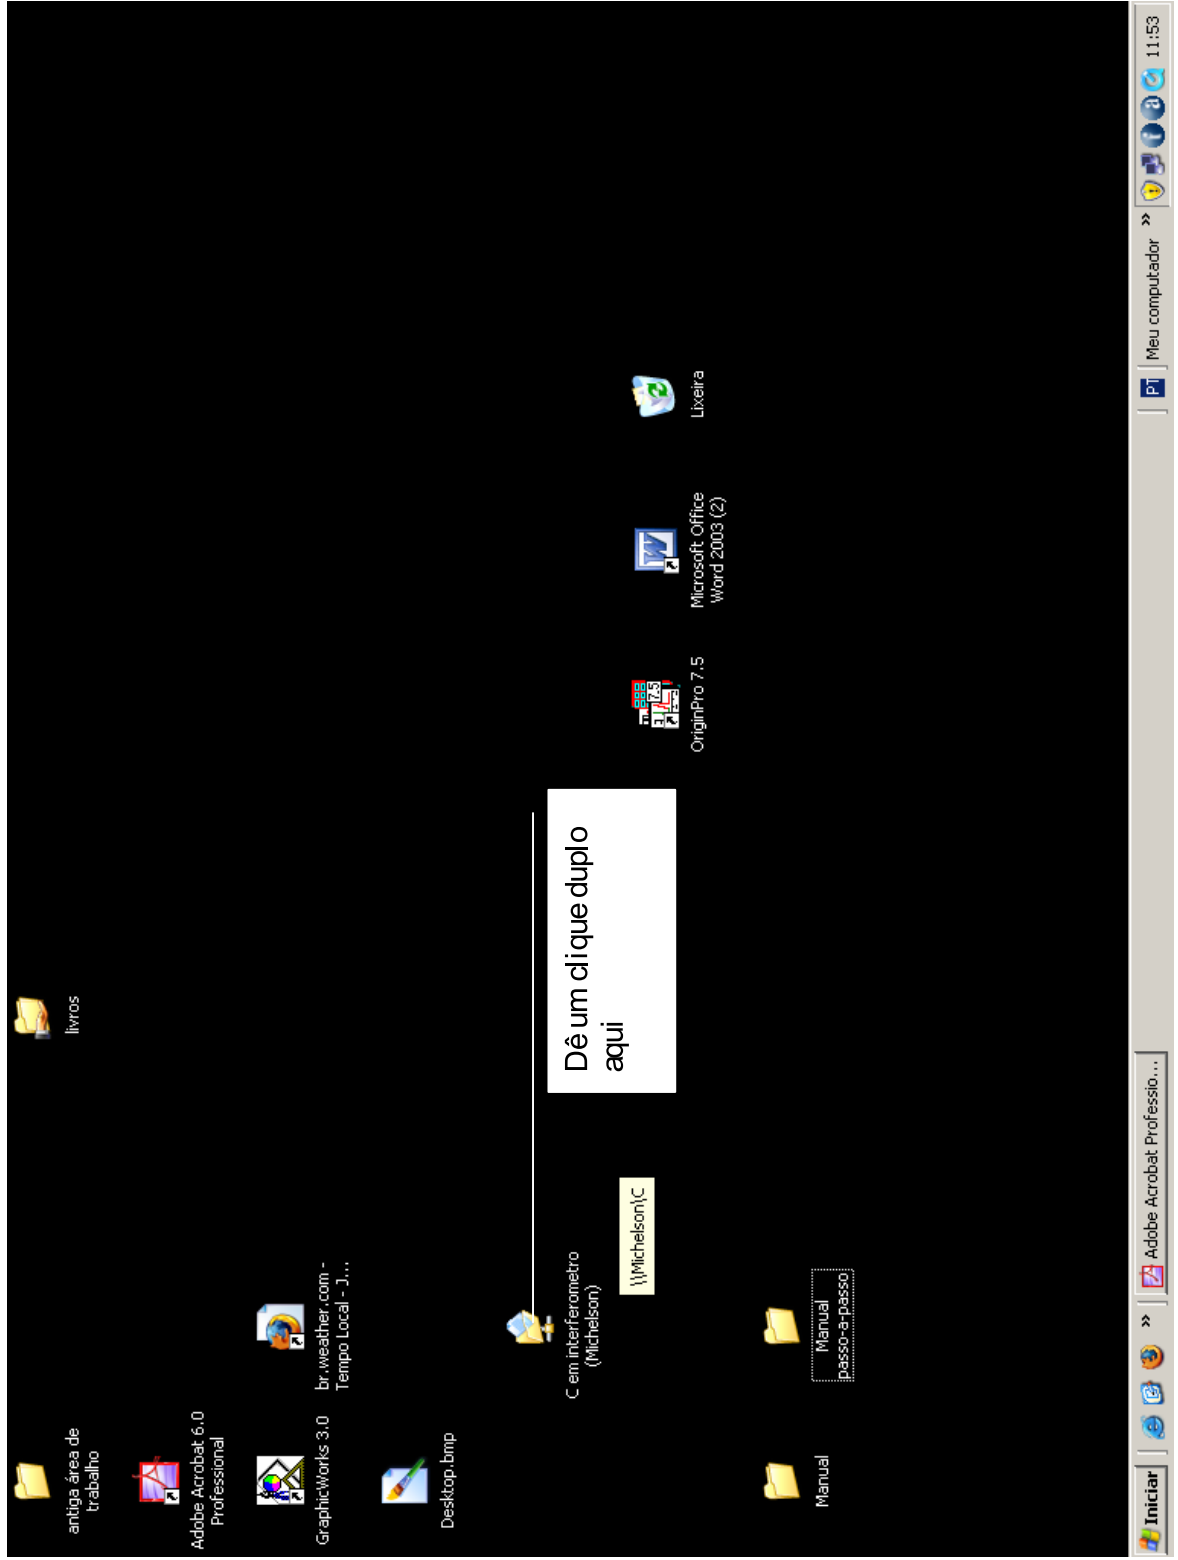 antiga área de
trabalho
livros
Adobe Acrobat 6.0
Professional
GraphicWorks 3.0
br.weather.com -
Tempo Local - J...
Desktop.bmp
C em interferometro
(Michelson)
\\Michelson\C
Dê um clique duplo
aqui
OriginPro 7.5
Microsoft Office
Word 2003 (2)
Lixeira
Manual
Manual
passo-a-passo
Iniciar
»
Adobe Acrobat Professio...
PT
Meu computador
»
11:53